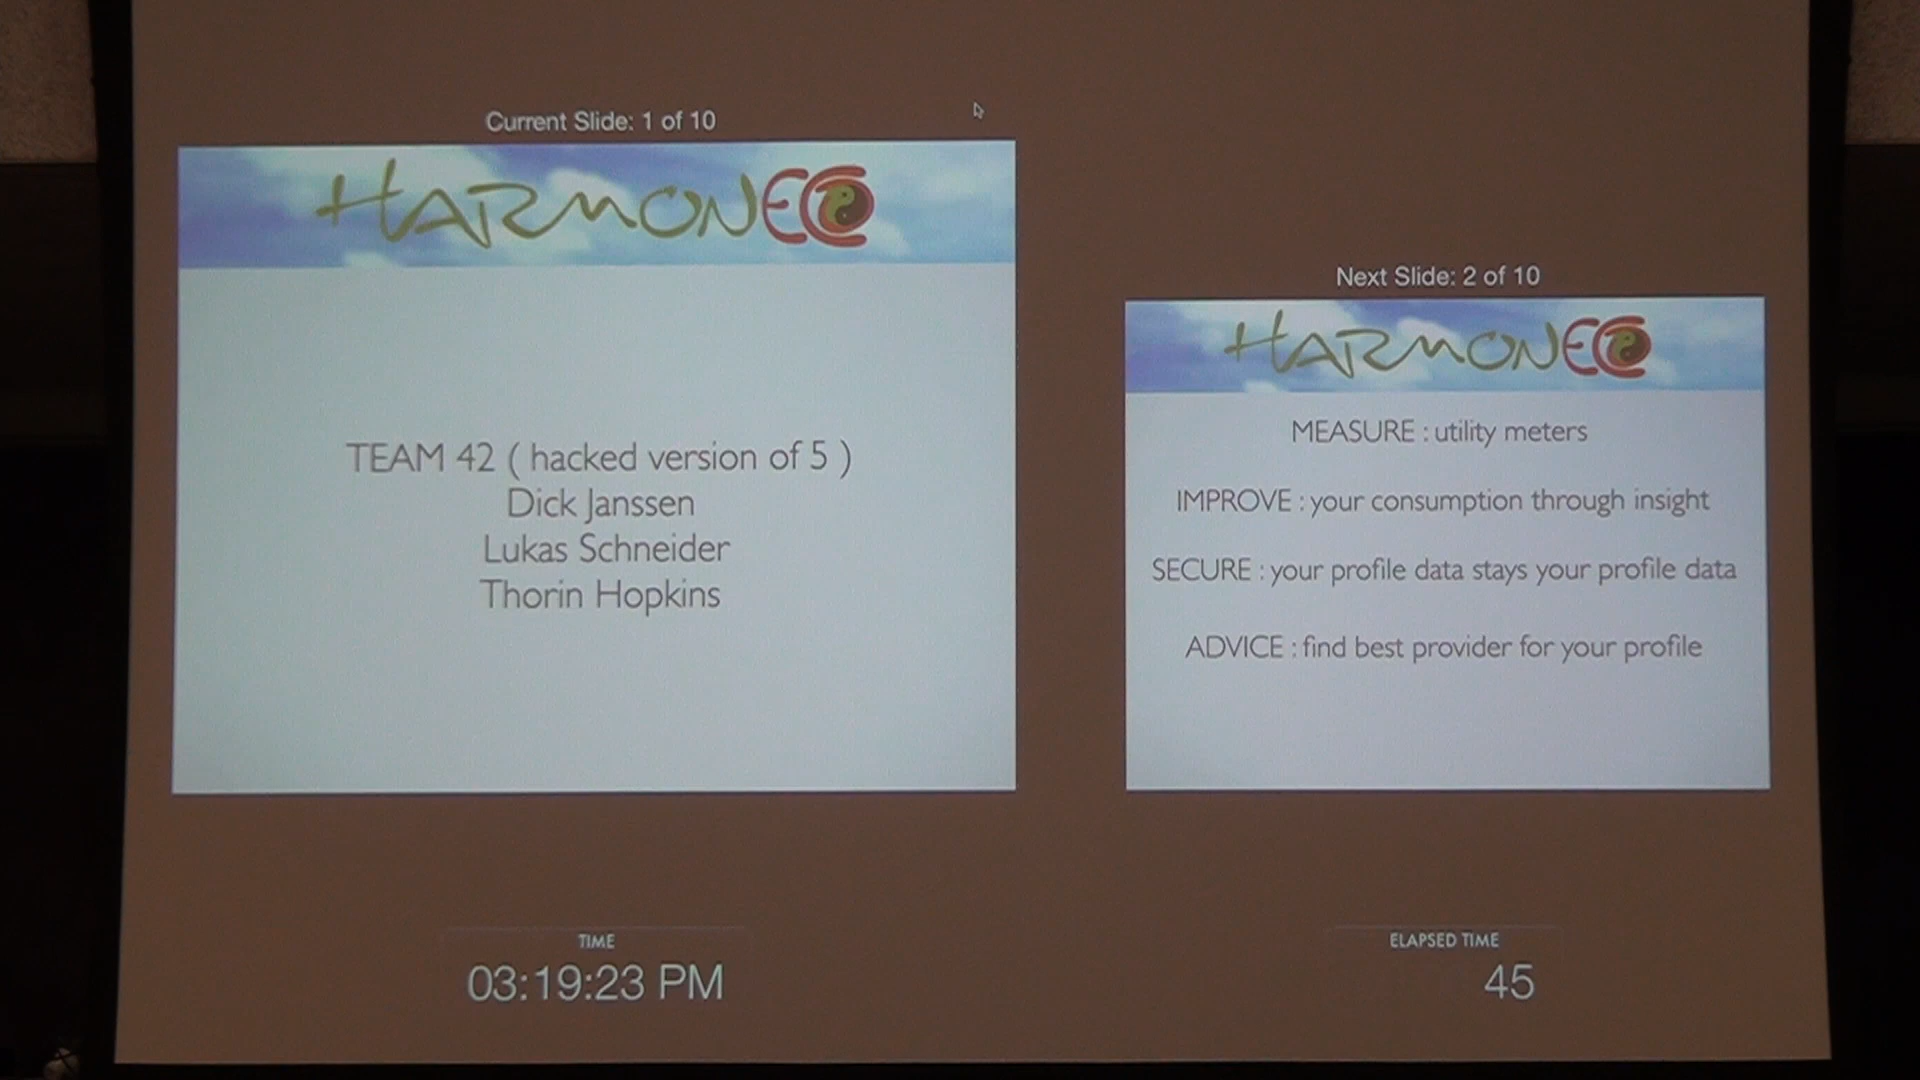 Current Slide: 1 of 10
HARMONECO
TEAM 42 ( hacked version of 5 )
Dick Janssen
Lukas Schneider
Thorin Hopkins
Next Slide: 2 of 10
HARMONECO
MEASURE : utility meters
IMPROVE : your consumption through insight
SECURE : your profile data stays your profile data
ADVICE : find best provider for your profile
TIME
03:19:23 PM
ELAPSED TIME
45